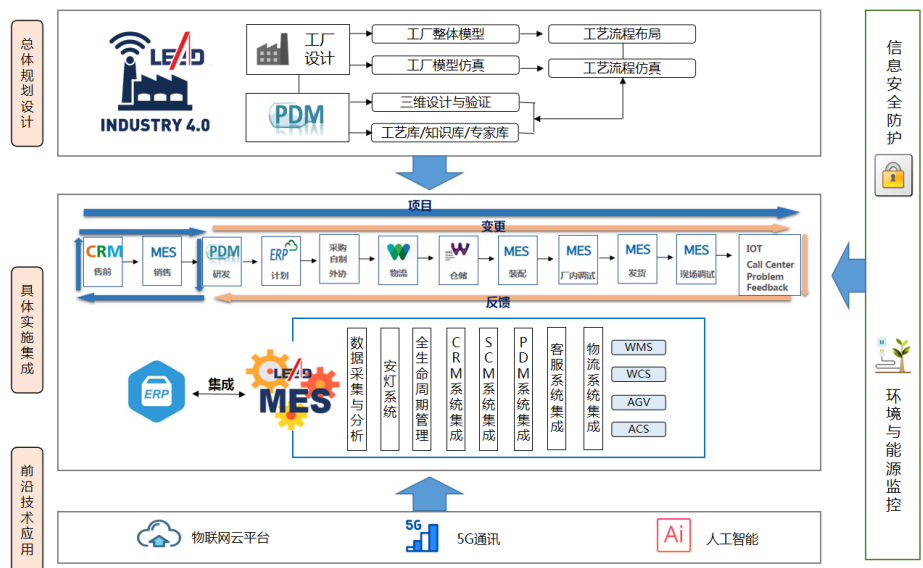 总体规划设计
LEAD
INDUSTRY 4.0
工厂
设计
PDM
工厂整体模型
工厂模型仿真
三维设计与验证
工艺库/知识库/专家库
工艺流程布局
工艺流程仿真
信息安全防护
环境与能源监控
具体实施集成
项目
变更
CRM
售前
MES
销售
PDM
研发
ERP
计划
采购
自制
外协
物流
仓储
MES
装配
MES
厂内调试
MES
发货
MES
现场调试
IOT
Call Center
Problem
Feedback
反馈
ERP
集成
LEAD
MES
数据采集与分析
安灯系统
全生命周期管理
CRM系统集成
SCM系统集成
PDM系统集成
客服系统集成
物流系统集成
WMS
WCS
AGV
ACS
前沿技术应用
物联网云平台
5G
5G通讯
Ai
人工智能